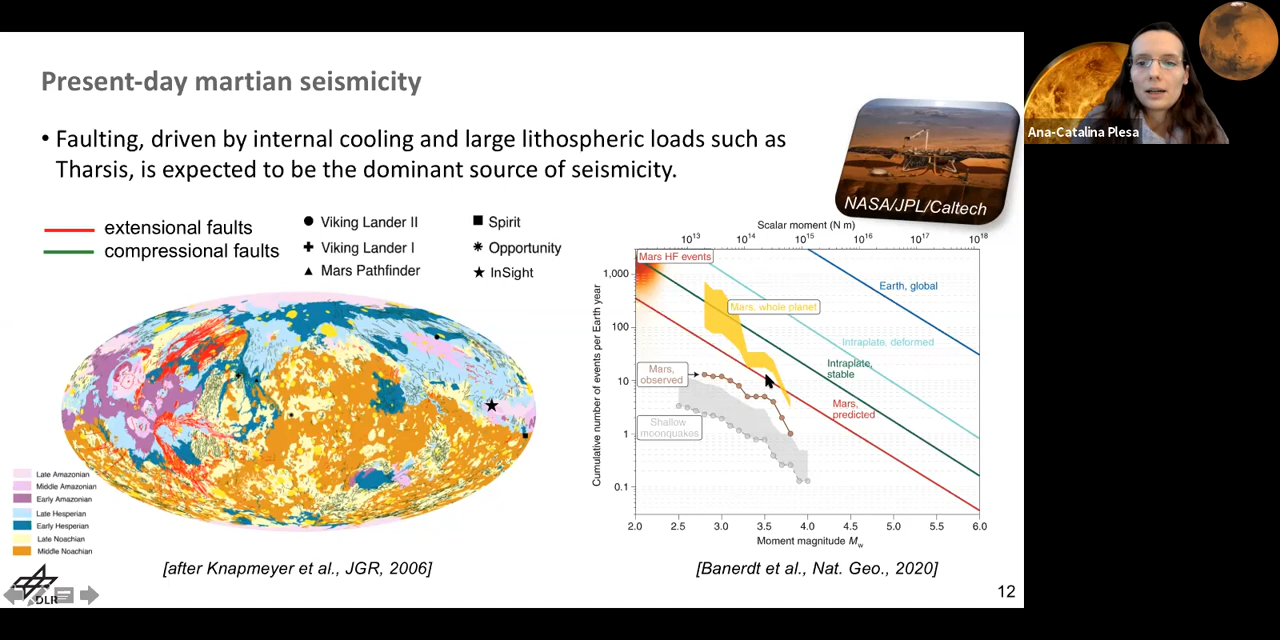 Present-day martian seismicity
• Faulting, driven by internal cooling and large lithospheric loads such as
Tharsis, is expected to be the dominant source of seismicity.
NASA/JPL/Caltech
Ana-Catalina Plesa
extensional faults
compressional faults
Viking Lander II
Viking Lander I
Mars Pathfinder
Spirit
Opportunity
InSight
Late Amazonian
Middle Amazonian
Early Amazonian
Late Hesperian
Early Hesperian
Late Noachian
Middle Noachian
[after Knapmeyer et al., JGR, 2006]
Scalar moment (N m)
10¹³ 10¹⁴ 10¹⁵ 10¹⁶ 10¹⁷ 10¹⁸
Cumulative number of events per Earth year
1,000
100
10
1
0.1
Mars HF events
Earth, global
Mars, whole planet
Intraplate, deformed
Intraplate,
stable
Mars,
observed
Mars,
predicted
Shallow
moonquakes
2.0 2.5 3.0 3.5 4.0 4.5 5.0 5.5 6.0
Moment magnitude Mw
[Banerdt et al., Nat. Geo., 2020]
DLR
12